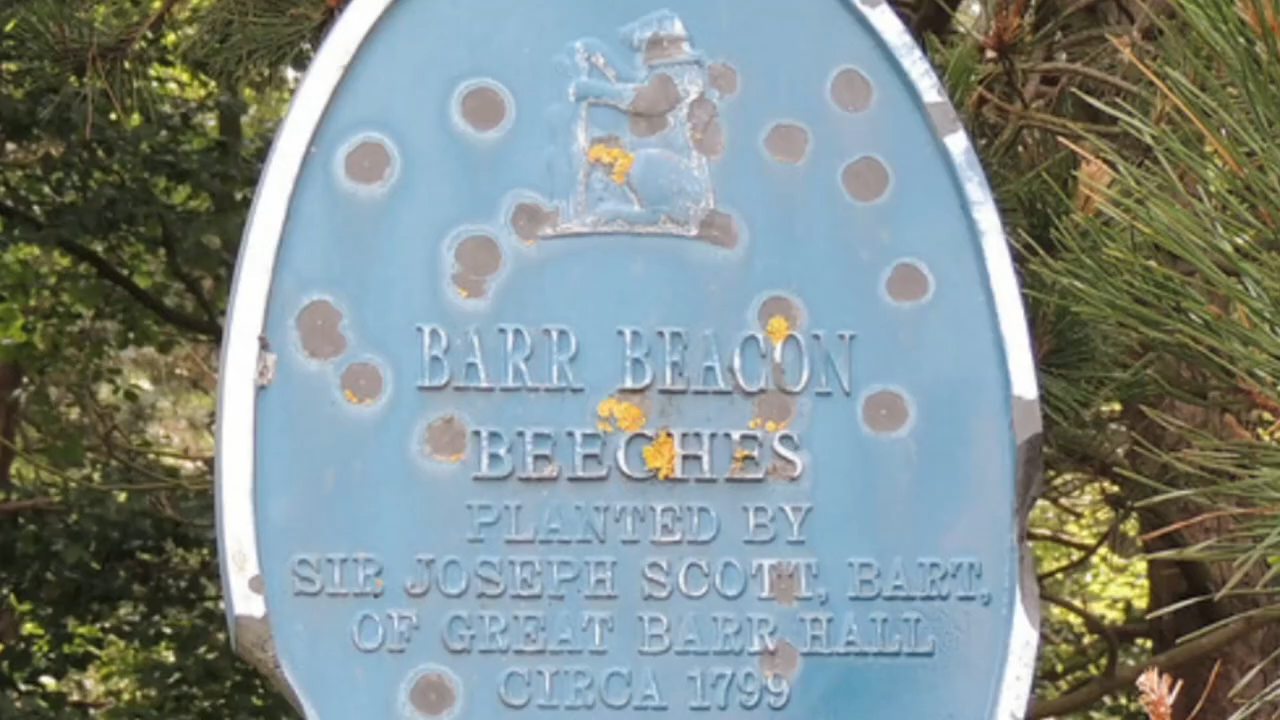 BARR BEACON
BEECHES
PLANTED BY
SIR JOSEPH SCOTT, BART,
OF GREAT BARR HALL
CIRCA 1799